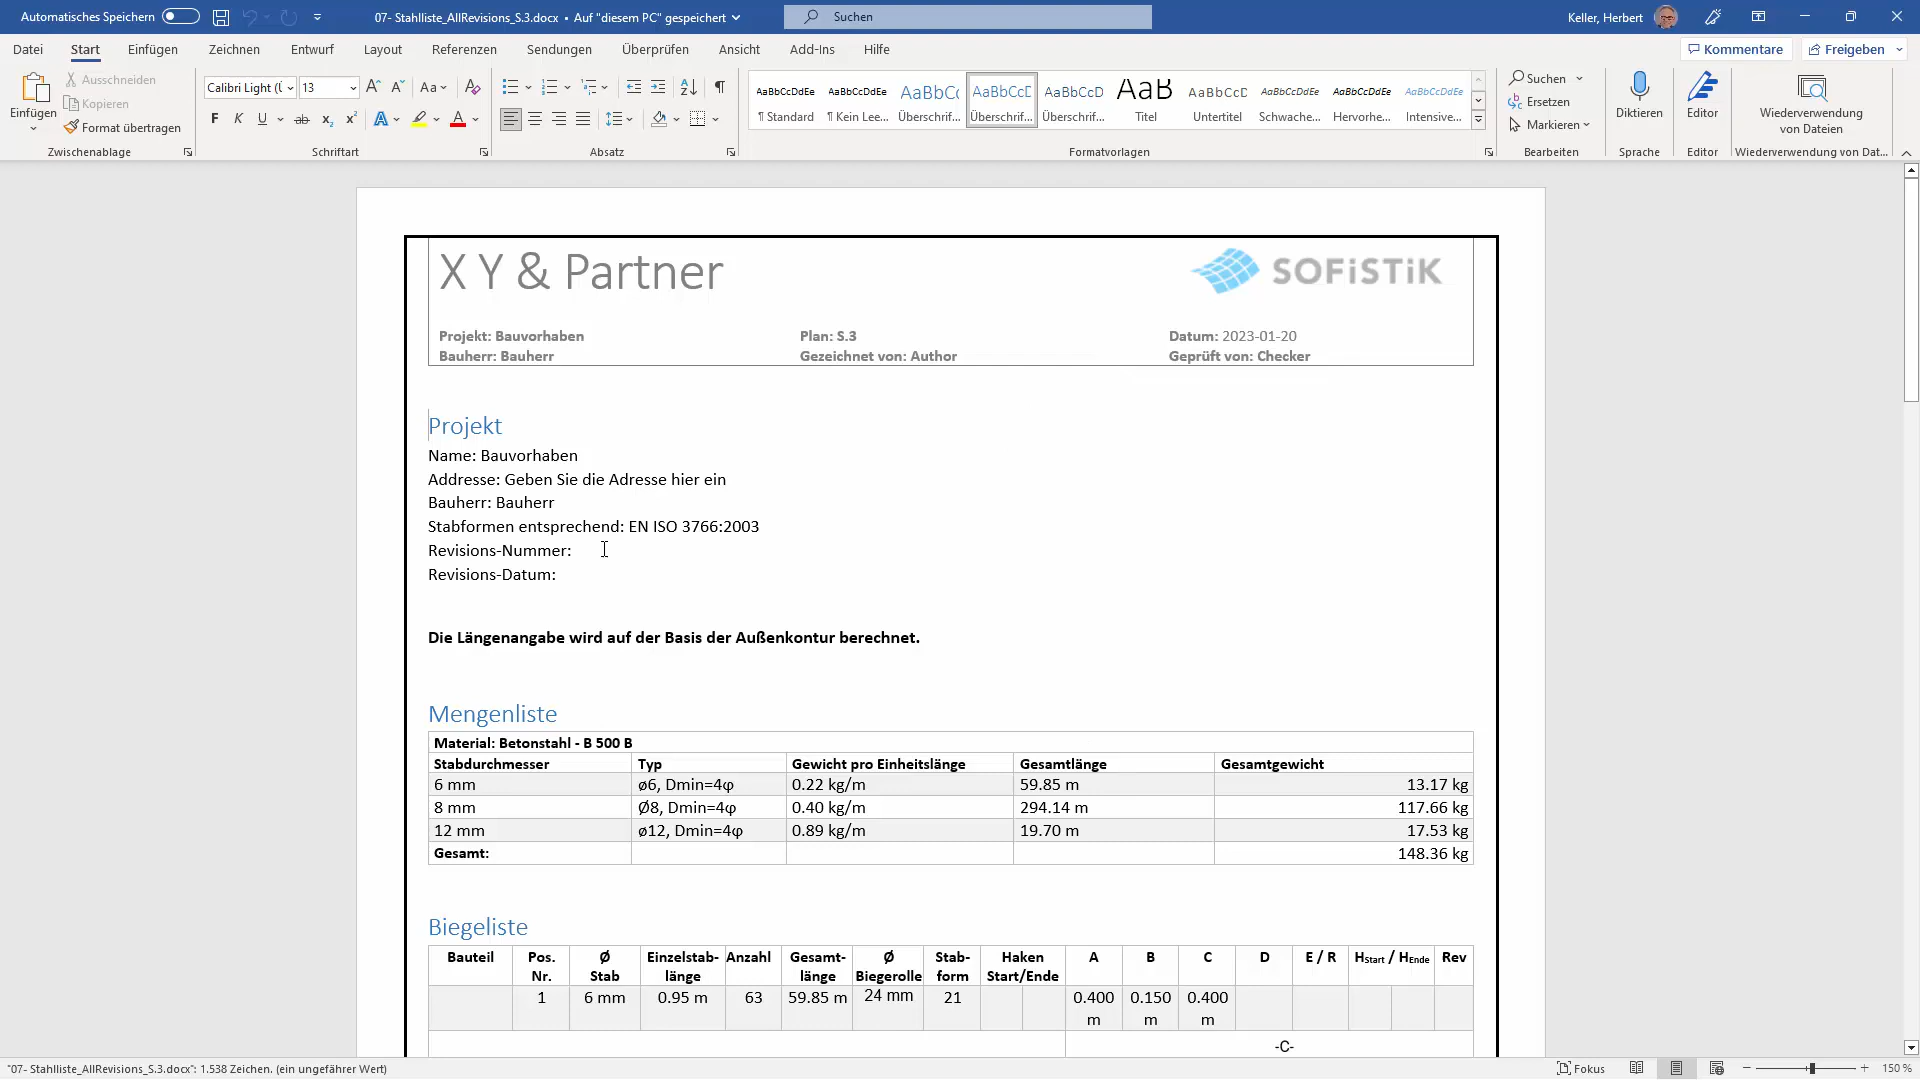 Automatisches Speichern
07- Stahlliste_AllRevisions_S.3.docx • Auf "diesem PC" gespeichert
Suchen
Keller, Herbert
Datei Start Einfügen Zeichnen Entwurf Layout Referenzen Sendungen Überprüfen Ansicht Add-Ins Hilfe
Kommentare
Freigeben
Einfügen
Ausschneiden
Kopieren
Format übertragen
Zwischenablage
Calibri Light (Ü
13
Schriftart
Absatz
AaBbCcDdEe AaBbCcDdEe AaBbCc AaBbCcD AaBbCcD AaB AaBbCcD AaBbCcDdEe AaBbCcDdEe AaBbCcDdEe
¶ Standard ¶ Kein Lee... Überschrif... Überschrif... Überschrif... Titel Untertitel Schwache... Hervorhe... Intensive...
Formatvorlagen
Suchen
Ersetzen
Markieren
Bearbeiten
Diktieren
Sprache
Editor
Editor
Wiederverwendung
von Dateien
Wiederverwendung von Dat...
X Y & Partner
SOFiSTiK
Projekt: Bauvorhaben Plan: S.3 Datum: 2023-01-20
Bauherr: Bauherr Gezeichnet von: Author Geprüft von: Checker
Projekt
Name: Bauvorhaben
Addresse: Geben Sie die Adresse hier ein
Bauherr: Bauherr
Stabformen entsprechend: EN ISO 3766:2003
Revisions-Nummer:
Revisions-Datum:
Die Längenangabe wird auf der Basis der Außenkontur berechnet.
Mengenliste
Material: Betonstahl - B 500 B
Stabdurchmesser Typ Gewicht pro Einheitslänge Gesamtlänge Gesamtgewicht
6 mm ø6, Dmin=4φ 0.22 kg/m 59.85 m 13.17 kg
8 mm Ø8, Dmin=4φ 0.40 kg/m 294.14 m 117.66 kg
12 mm ø12, Dmin=4φ 0.89 kg/m 19.70 m 17.53 kg
Gesamt: 148.36 kg
Biegeliste
Bauteil Pos. Ø Einzelstab- Anzahl Gesamt- Ø Stab- Haken A B C D E / R HStart / HEnde Rev
Nr. Stab länge länge Biegerolle form Start/Ende
1 6 mm 0.95 m 63 59.85 m 24 mm 21 0.400 0.150 0.400
m m m
-C-
"07- Stahlliste_AllRevisions_S.3.docx": 1.538 Zeichen. (ein ungefährer Wert)
Fokus
150 %